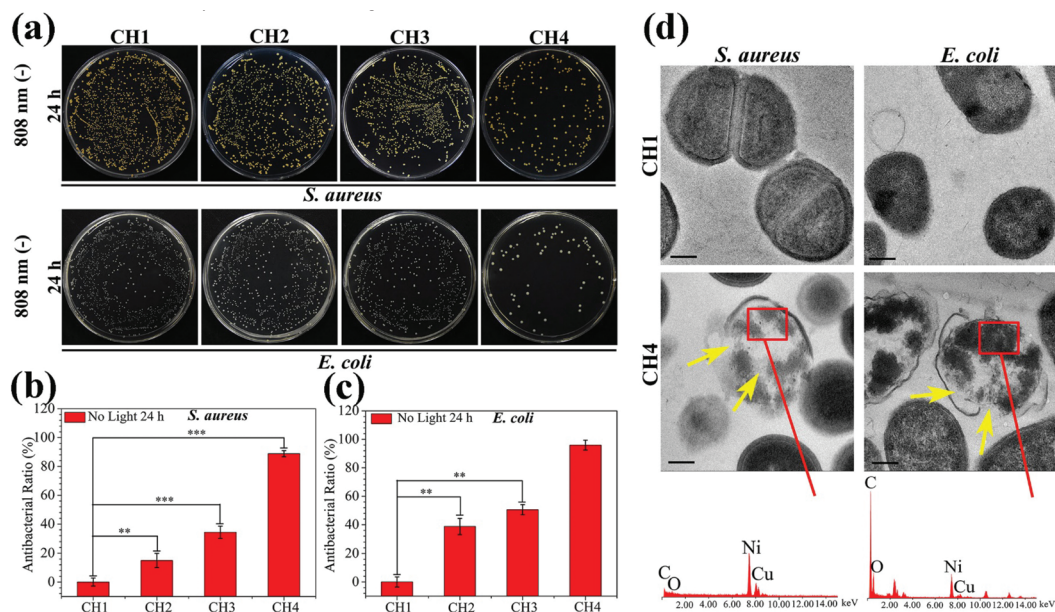 (a)
CH1 CH2 CH3 CH4
808 nm (-)
24 h
S. aureus
808 nm (-)
24 h
E. coli
(b)
No Light 24 h
S. aureus
Antibacterial Ratio (%)
120
100
80
60
40
20
0
***
***
**
CH1 CH2 CH3 CH4
(c)
No Light 24 h
E. coli
Antibacterial Ratio (%)
120
100
80
60
40
20
0
**
**
CH1 CH2 CH3 CH4
(d)
S. aureus E. coli
CH1
CH4
C
O
Ni
Cu
2.00 4.00 6.00 8.00 10.00 12.00 14.00 keV
C
O
Ni
Cu
2.00 4.00 6.00 8.00 10.00 12.00 14.00 keV